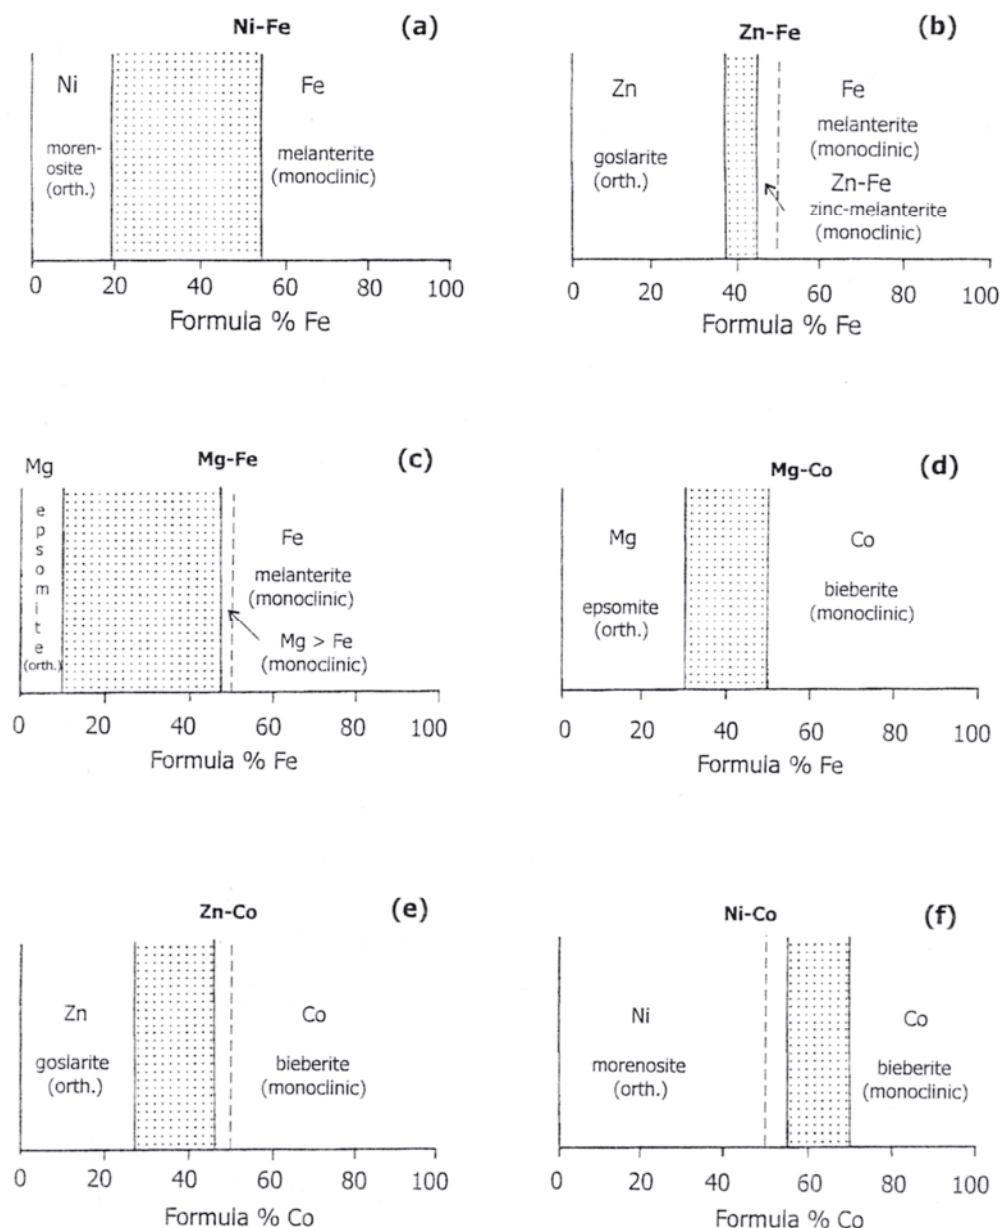 Ni-Fe (a)
Ni
Fe
moren-
osite
(orth.)
melanterite
(monoclinic)
0 20 40 60 80 100
Formula % Fe
Zn-Fe (b)
Zn
Fe
goslarite
(orth.)
melanterite
(monoclinic)
Zn-Fe
zinc-melanterite
(monoclinic)
0 20 40 60 80 100
Formula % Fe
Mg-Fe (c)
Mg
epsomite
(orth.)
Fe
melanterite
(monoclinic)
Mg > Fe
(monoclinic)
0 20 40 60 80 100
Formula % Fe
Mg-Co (d)
Mg
Co
epsomite
(orth.)
bieberite
(monoclinic)
0 20 40 60 80 100
Formula % Fe
Zn-Co (e)
Zn
Co
goslarite
(orth.)
bieberite
(monoclinic)
0 20 40 60 80 100
Formula % Co
Ni-Co (f)
Ni
Co
morenosite
(orth.)
bieberite
(monoclinic)
0 20 40 60 80 100
Formula % Co